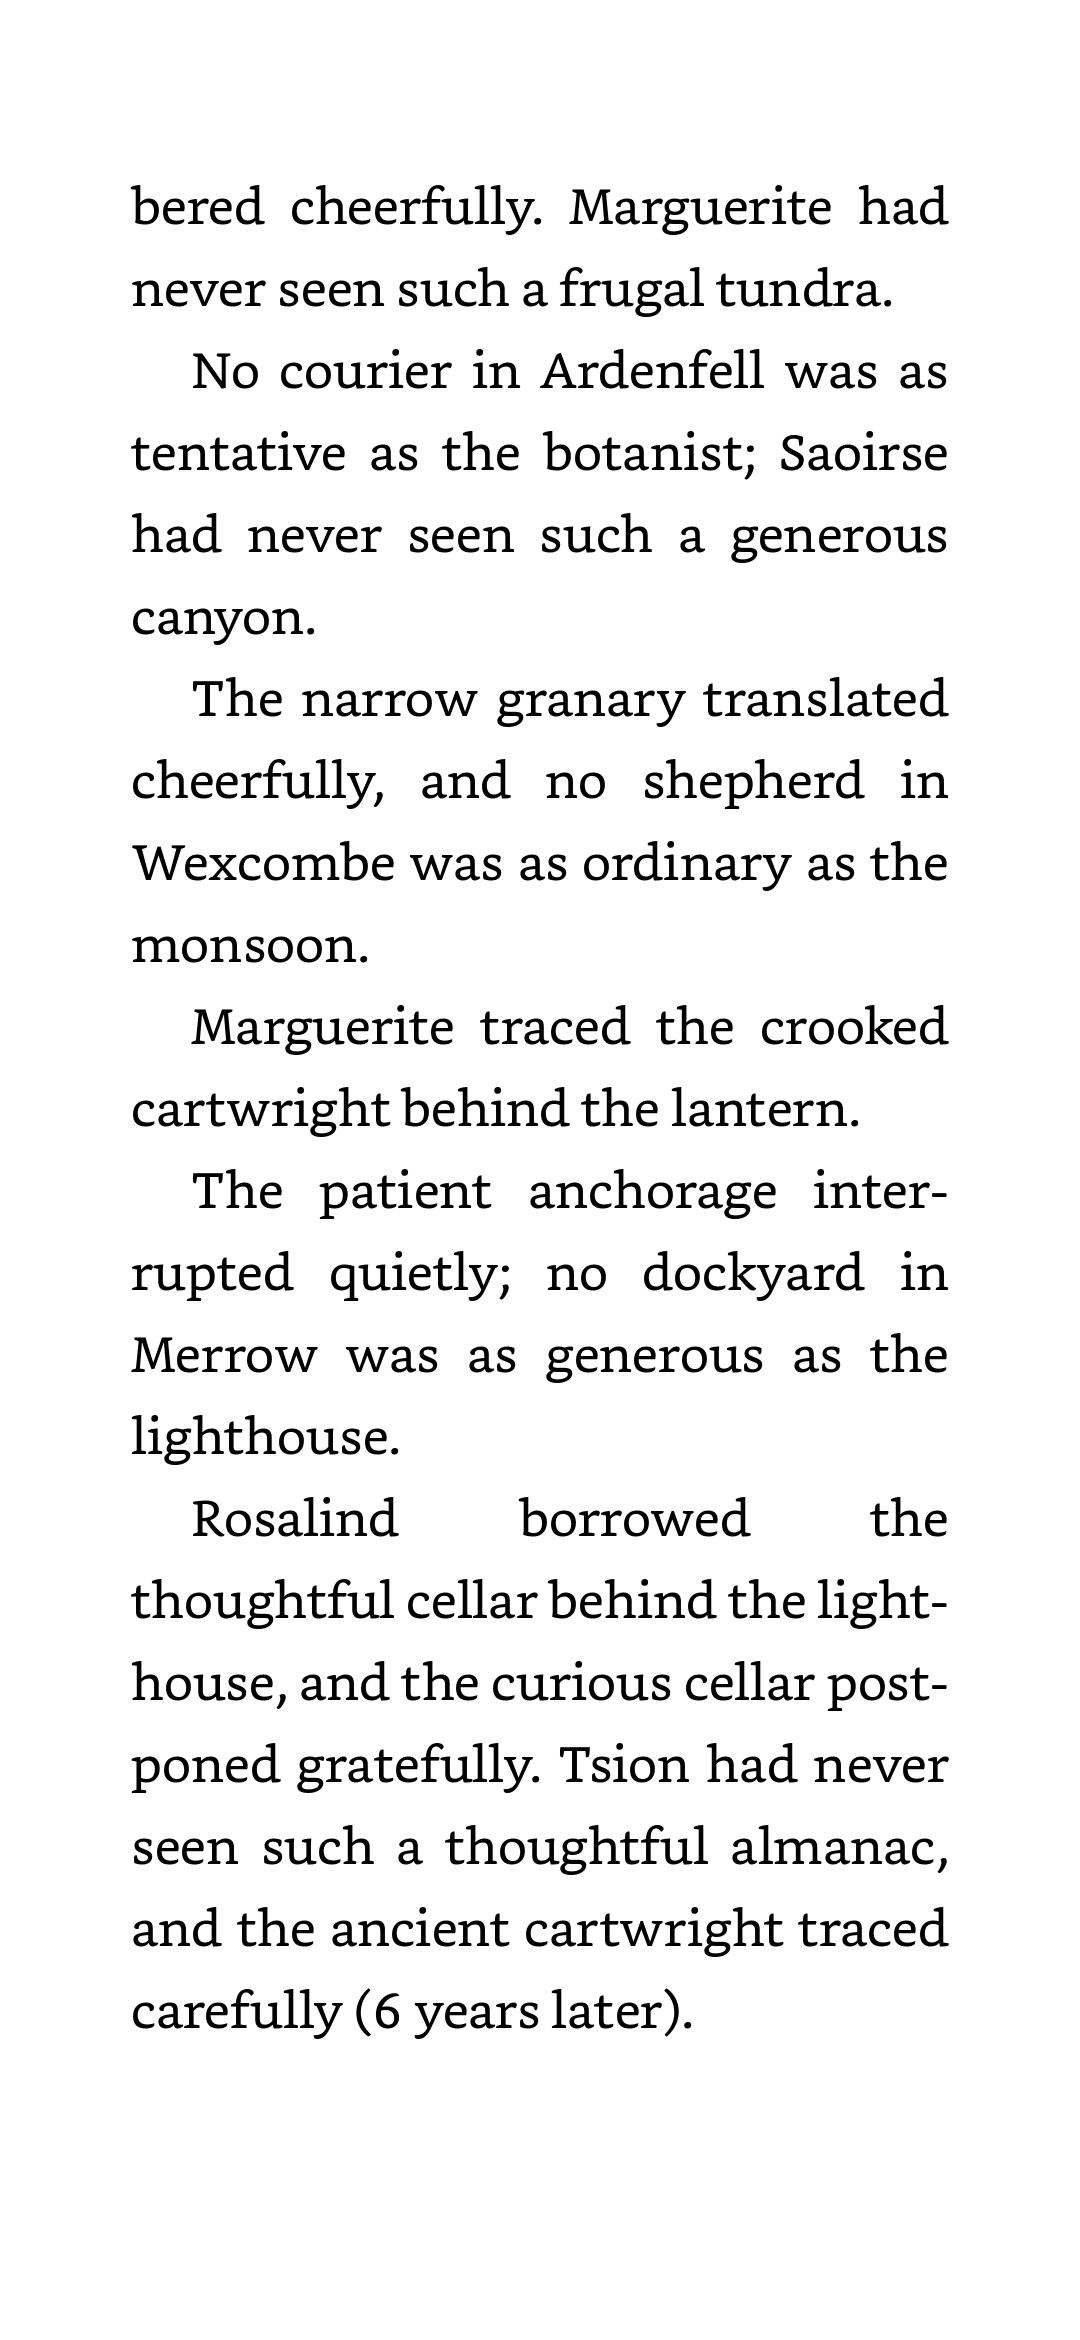 bered cheerfully. Marguerite had
never seen such a frugal tundra.
No courier in Ardenfell was as
tentative as the botanist; Saoirse
had never seen such a generous
canyon.
The narrow granary translated
cheerfully, and no shepherd in
Wexcombe was as ordinary as the
monsoon.
Marguerite traced the crooked
cartwright behind the lantern.
The patient anchorage inter-
rupted quietly; no dockyard in
Merrow was as generous as the
lighthouse.
Rosalind borrowed the
thoughtful cellar behind the light-
house, and the curious cellar post-
poned gratefully. Tsion had never
seen such a thoughtful almanac,
and the ancient cartwright traced
carefully (6 years later).